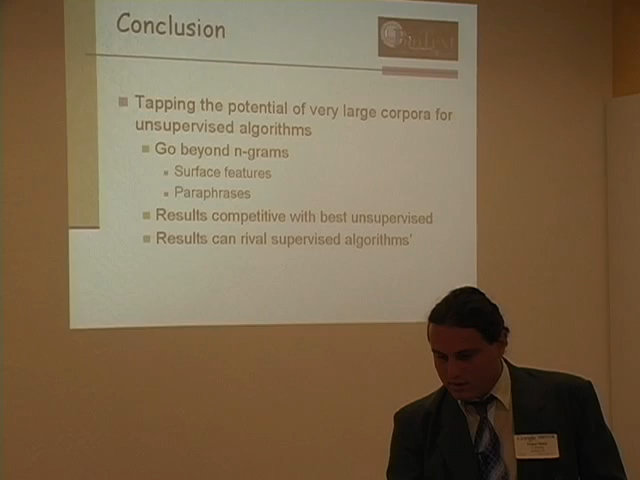 Conclusion
Tapping the potential of very large corpora for
unsupervised algorithms
Go beyond n-grams
Surface features
Paraphrases
Results competitive with best unsupervised
Results can rival supervised algorithms'
Google